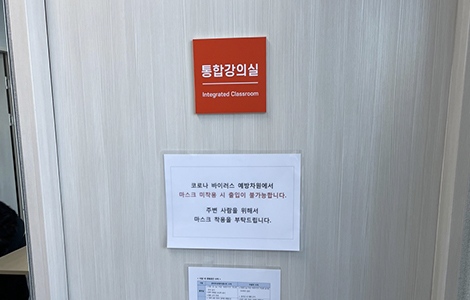 통합강의실
Integrated Classroom
코로나 바이러스 예방차원에서
마스크 미착용 시 출입이 불가능합니다.
주변 사람을 위해서
마스크 착용을 부탁드립니다.